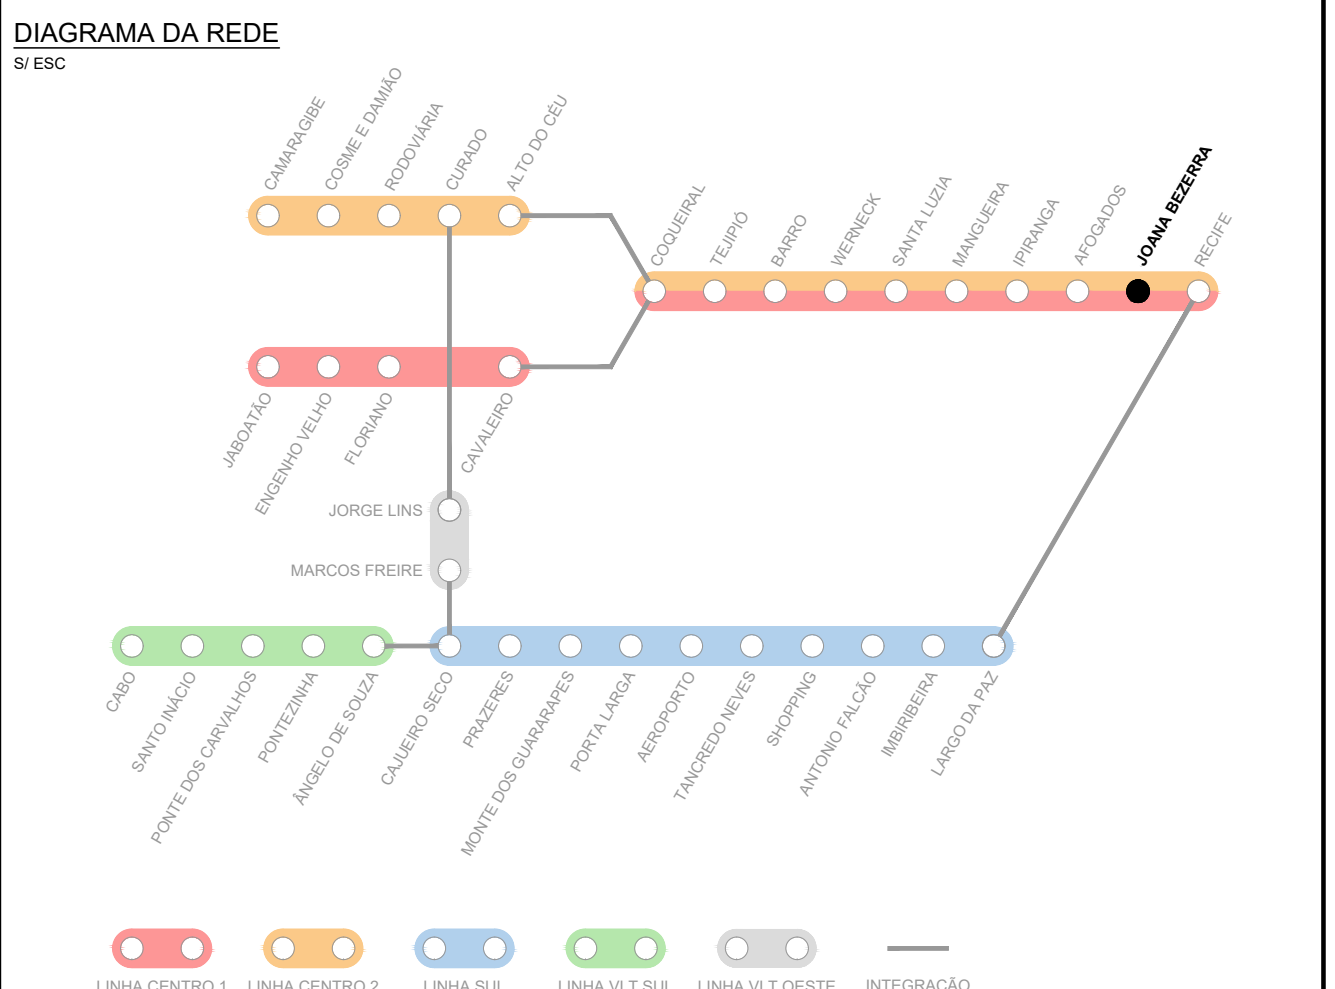 DIAGRAMA DA REDE
S/ ESC
CAMARAGIBE
COSME E DAMIÃO
RODOVIÁRIA
CURADO
ALTO DO CÉU
COQUEIRAL
TEJIPIÓ
BARRO
WERNECK
SANTA LUZIA
MANGUEIRA
IPIRANGA
AFOGADOS
JOANA BEZERRA
RECIFE
JABOATÃO
ENGENHO VELHO
FLORIANO
CAVALEIRO
JORGE LINS
MARCOS FREIRE
CABO
SANTO INÁCIO
PONTE DOS CARVALHOS
PONTEZINHA
ÂNGELO DE SOUZA
CAJUEIRO SECO
PRAZERES
MONTE DOS GUARARAPES
PORTA LARGA
AEROPORTO
TANCREDO NEVES
SHOPPING
ANTONIO FALCÃO
IMBIRIBEIRA
LARGO DA PAZ
LINHA CENTRO 1
LINHA CENTRO 2
LINHA SUL
LINHA VLT SUL
LINHA VLT OESTE
INTEGRAÇÃO